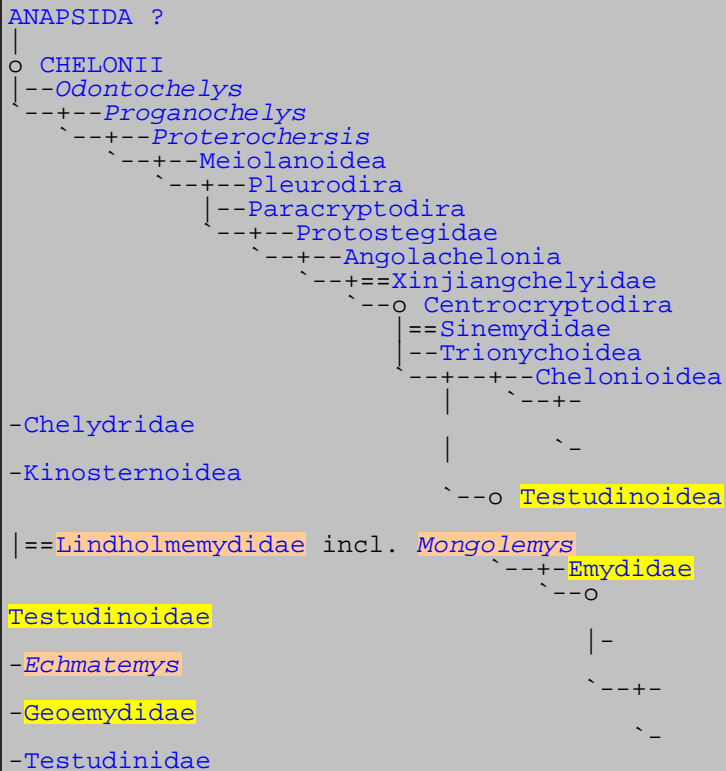 ANAPSIDA ?
|
o CHELONII
|--Odontochelys
`--+--Proganochelys
   `--+--Proterochersis
      `--+--Meiolanoidea
         `--+--Pleurodira
            |--Paracryptodira
            `--+--Protostegidae
               `--+--Angolachelonia
                  `--+==Xinjiangchelyidae
                     `--o Centrocryptodira
                        |==Sinemydidae
                        |--Trionychoidea
                        `--+--+--Chelonioidea
                           |  `--+-
-Chelydridae
                           |     `-
-Kinosternoidea
                           `--o Testudinoidea
|==Lindholmemydidae incl. Mongolemys
                              `--+-Emydidae
                                 `--o
Testudinoidae
                                    |-
-Echmatemys
                                    `--+-
-Geoemydidae
                                       `-
-Testudinidae